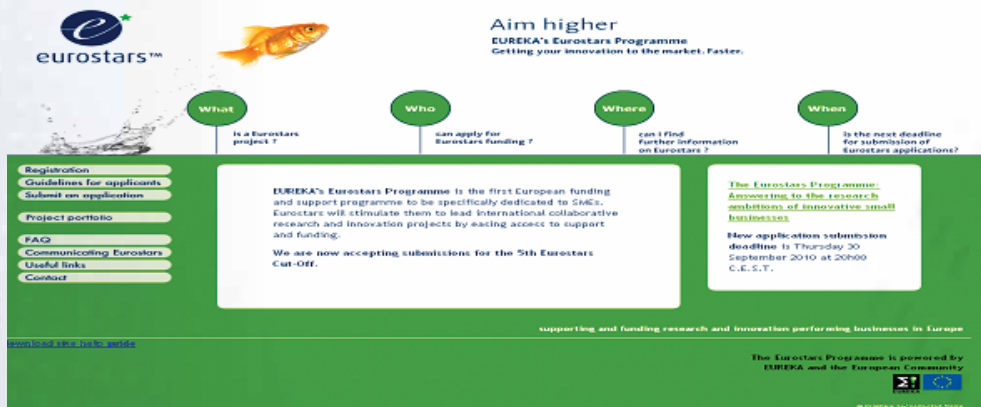 eurostars™
Aim higher
EUREKA's Eurostars Programme
Getting your innovation to the market. Faster.
What
is a Eurostars
project ?
Who
can apply for
Eurostars funding ?
Where
can I find
further information
on Eurostars ?
When
is the next deadline
for submission of
Eurostars applications?
Registration
Guidelines for applicants
Submit an application
Project portfolio
FAQ
Communicating Eurostars
Useful links
Contact
EUREKA's Eurostars Programme is the first European funding
and support programme to be specifically dedicated to SMEs.
Eurostars will stimulate them to lead international collaborative
research and innovation projects by easing access to support
and funding.
We are now accepting submissions for the 5th Eurostars
Cut-Off.
The Eurostars Programme:
Answering to the research
ambitions of innovative small
businesses
New application submission
deadline is Thursday 30
September 2010 at 20h00
C.E.S.T.
supporting and funding research and innovation performing businesses in Europe
ownload site help guide
The Eurostars Programme is powered by
EUREKA and the European Community
EUREKA